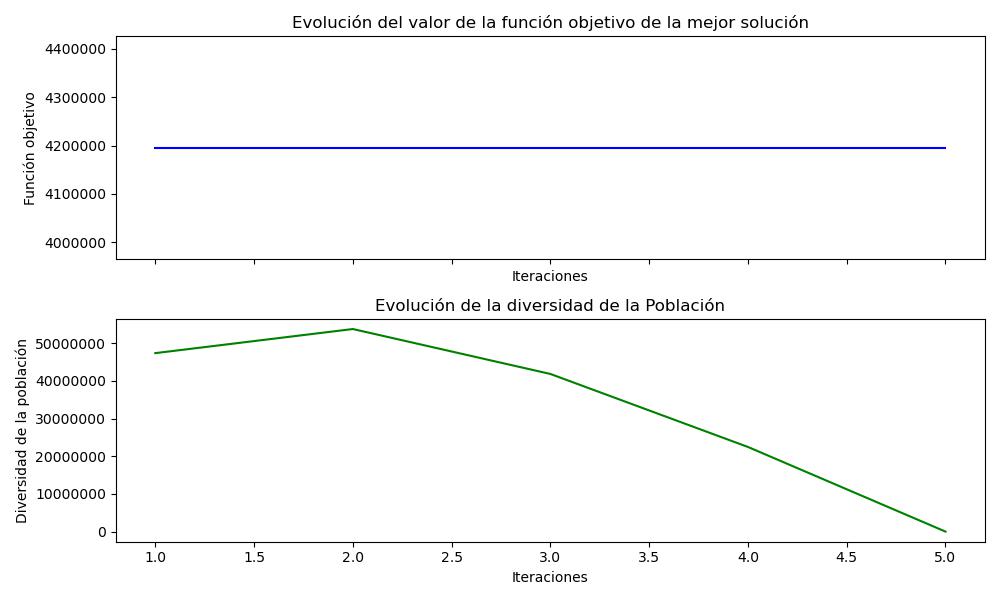 Evolución del valor de la función objetivo de la mejor solución
4400000
4300000
4200000
4100000
4000000
Función objetivo
Iteraciones
Evolución de la diversidad de la Población
50000000
40000000
30000000
20000000
10000000
0
Diversidad de la población
1.0 1.5 2.0 2.5 3.0 3.5 4.0 4.5 5.0
Iteraciones